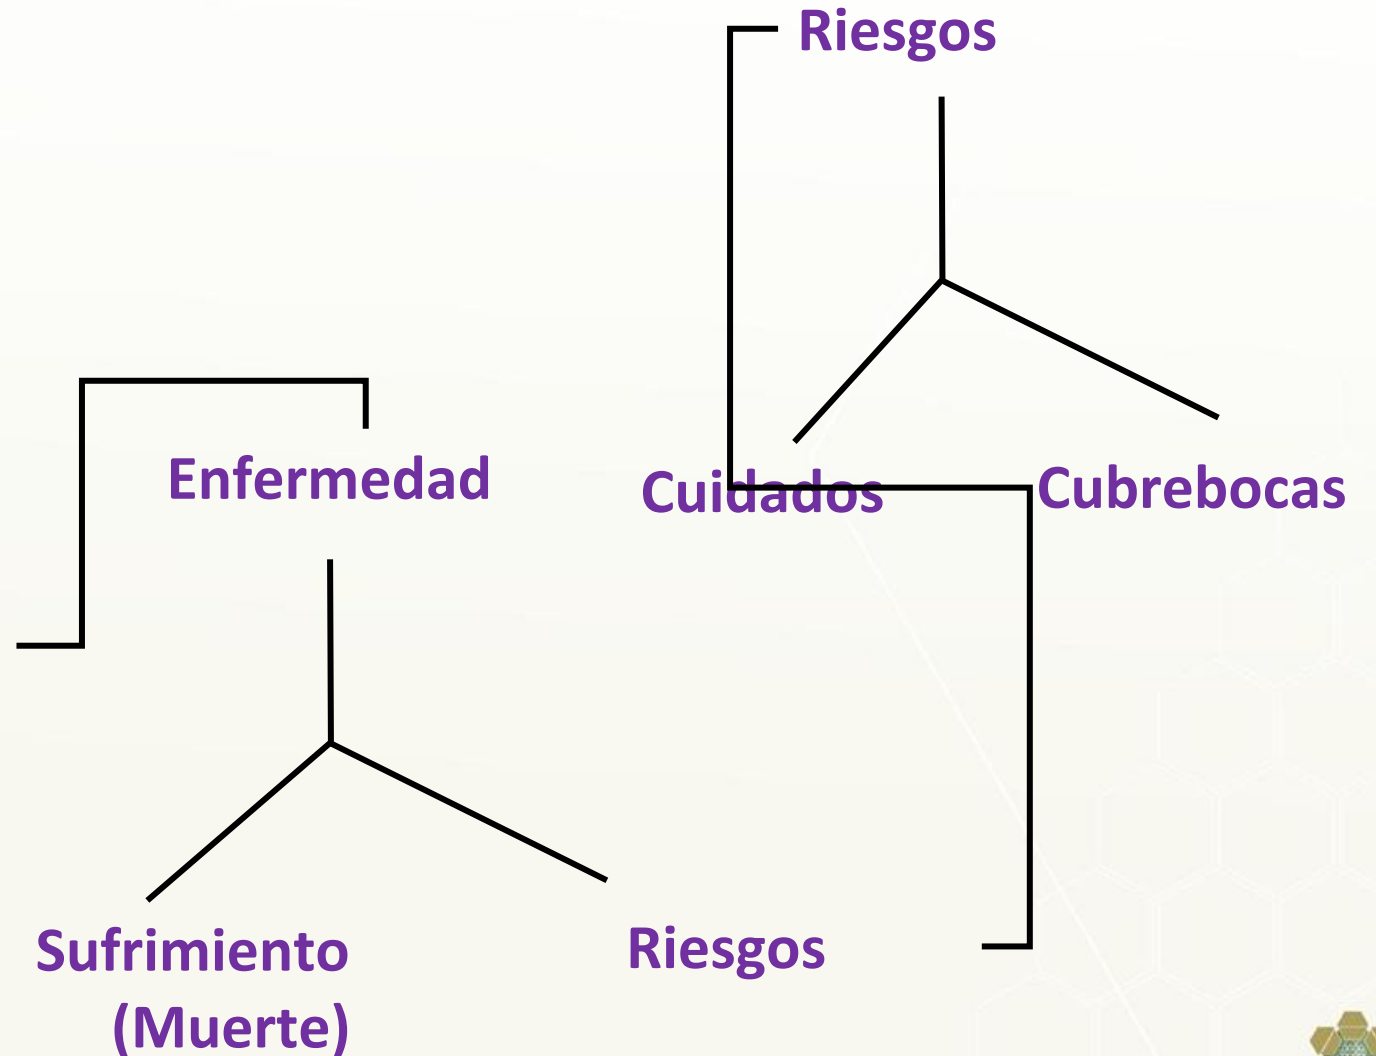 Riesgos
Enfermedad
Cuidados
Cubrebocas
Sufrimiento
(Muerte)
Riesgos